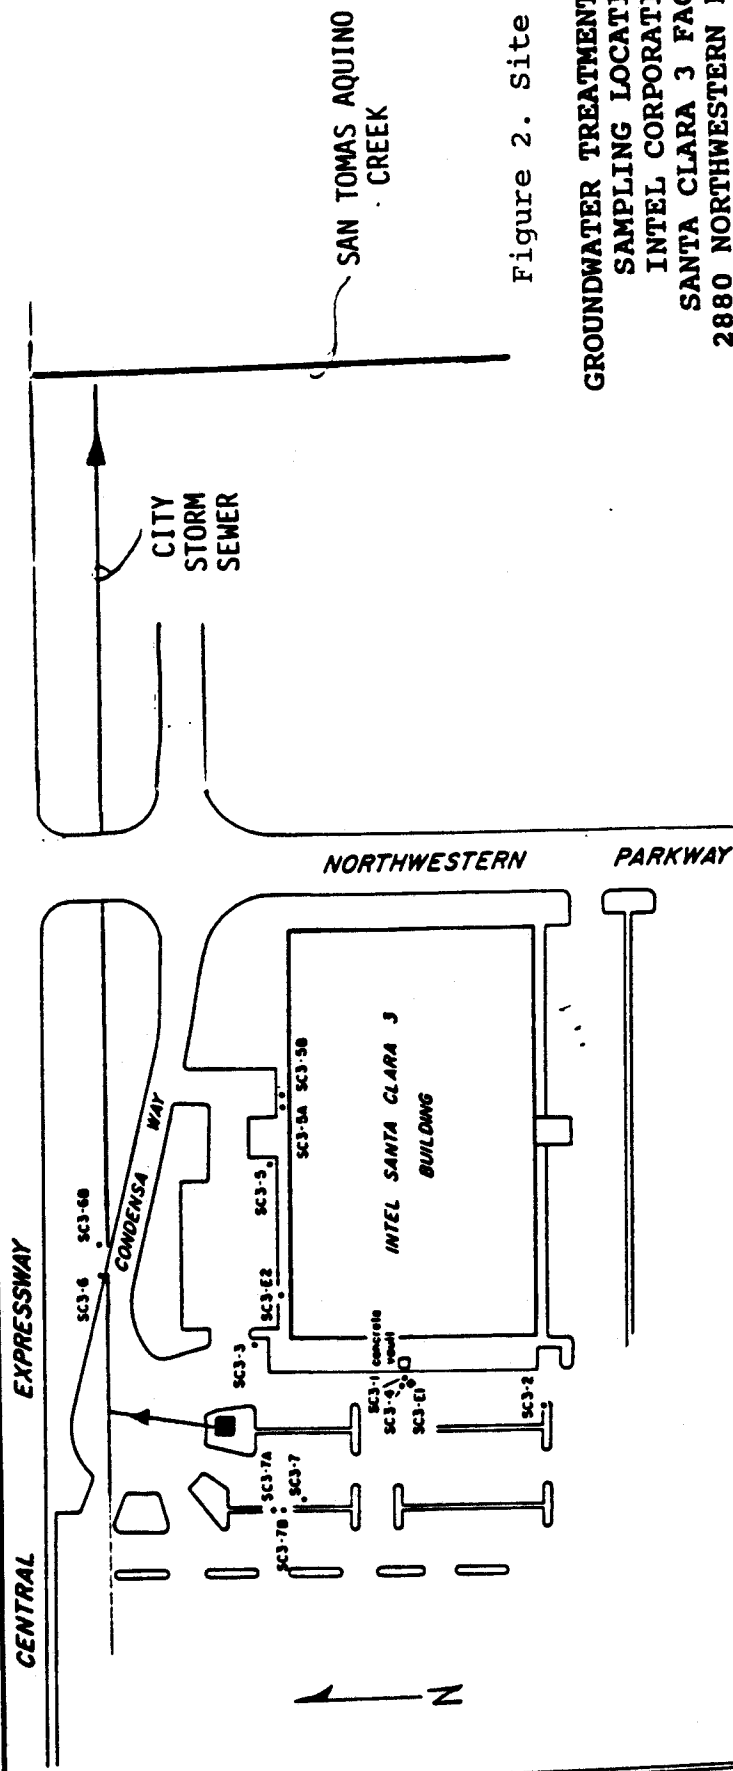 CENTRAL EXPRESSWAY
SC3-6
SC3-6B
CONDENSA WAY
CITY
STORM
SEWER
SAN TOMAS AQUINO
CREEK
SC3-7A
SC3-7B
SC3-7
SC3-3
SC3-E2
SC3-5
SC3-5A
SC3-5B
SC3-1
concrete
vault
SC3-4
SC3-E1
SC3-2
INTEL SANTA CLARA 3
BUILDING
NORTHWESTERN PARKWAY
N
Figure 2. Site
GROUNDWATER TREATMENT
SAMPLING LOCATI
INTEL CORPORATI
SANTA CLARA 3 FAC
2880 NORTHWESTERN